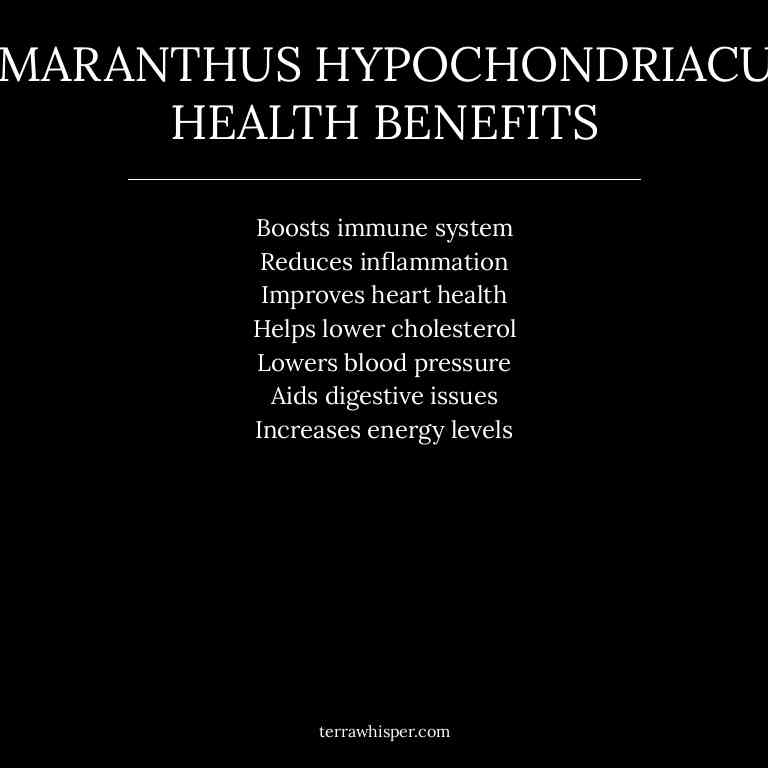 MARANTHUS HYPOCHONDRIACU
HEALTH BENEFITS
Boosts immune system
Reduces inflammation
Improves heart health
Helps lower cholesterol
Lowers blood pressure
Aids digestive issues
Increases energy levels
terrawhisper.com